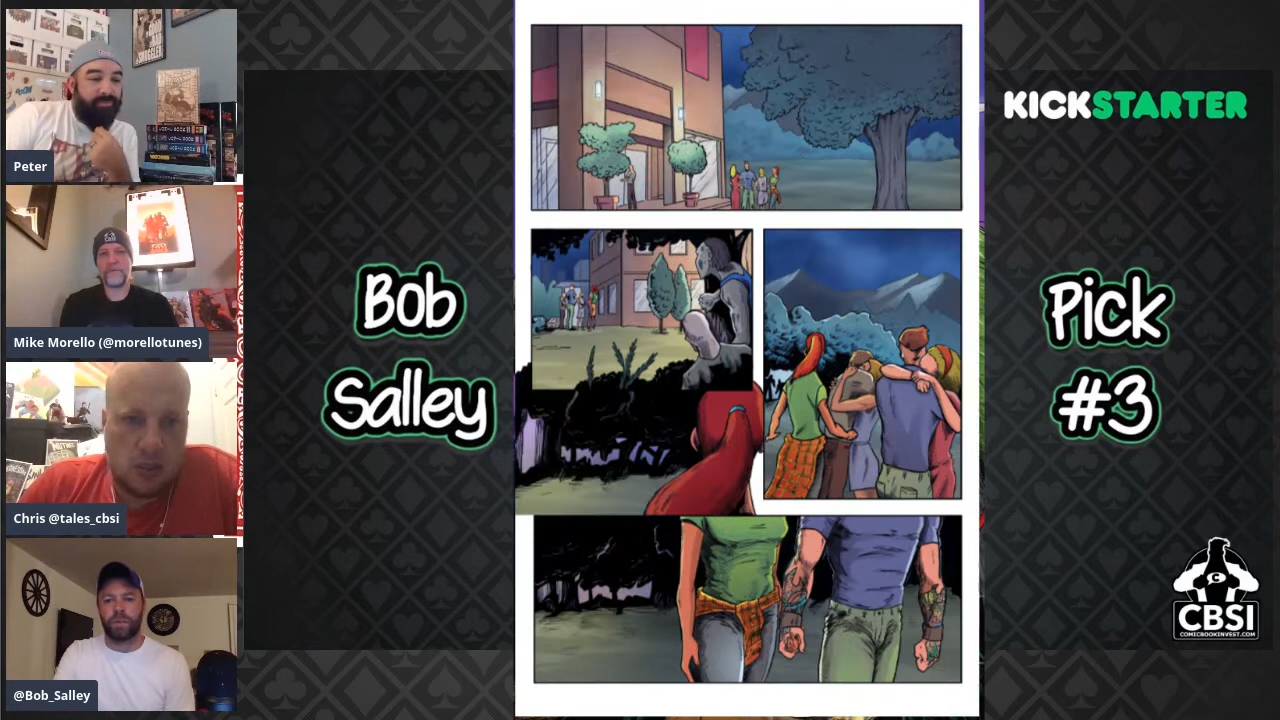 Peter
Mike Morello (@morellotunes)
Chris @tales_cbsi
@Bob_Salley
Bob
Salley
KICKSTARTER
Pick
#3
C
CBSI
COMICBOOKINVEST.COM